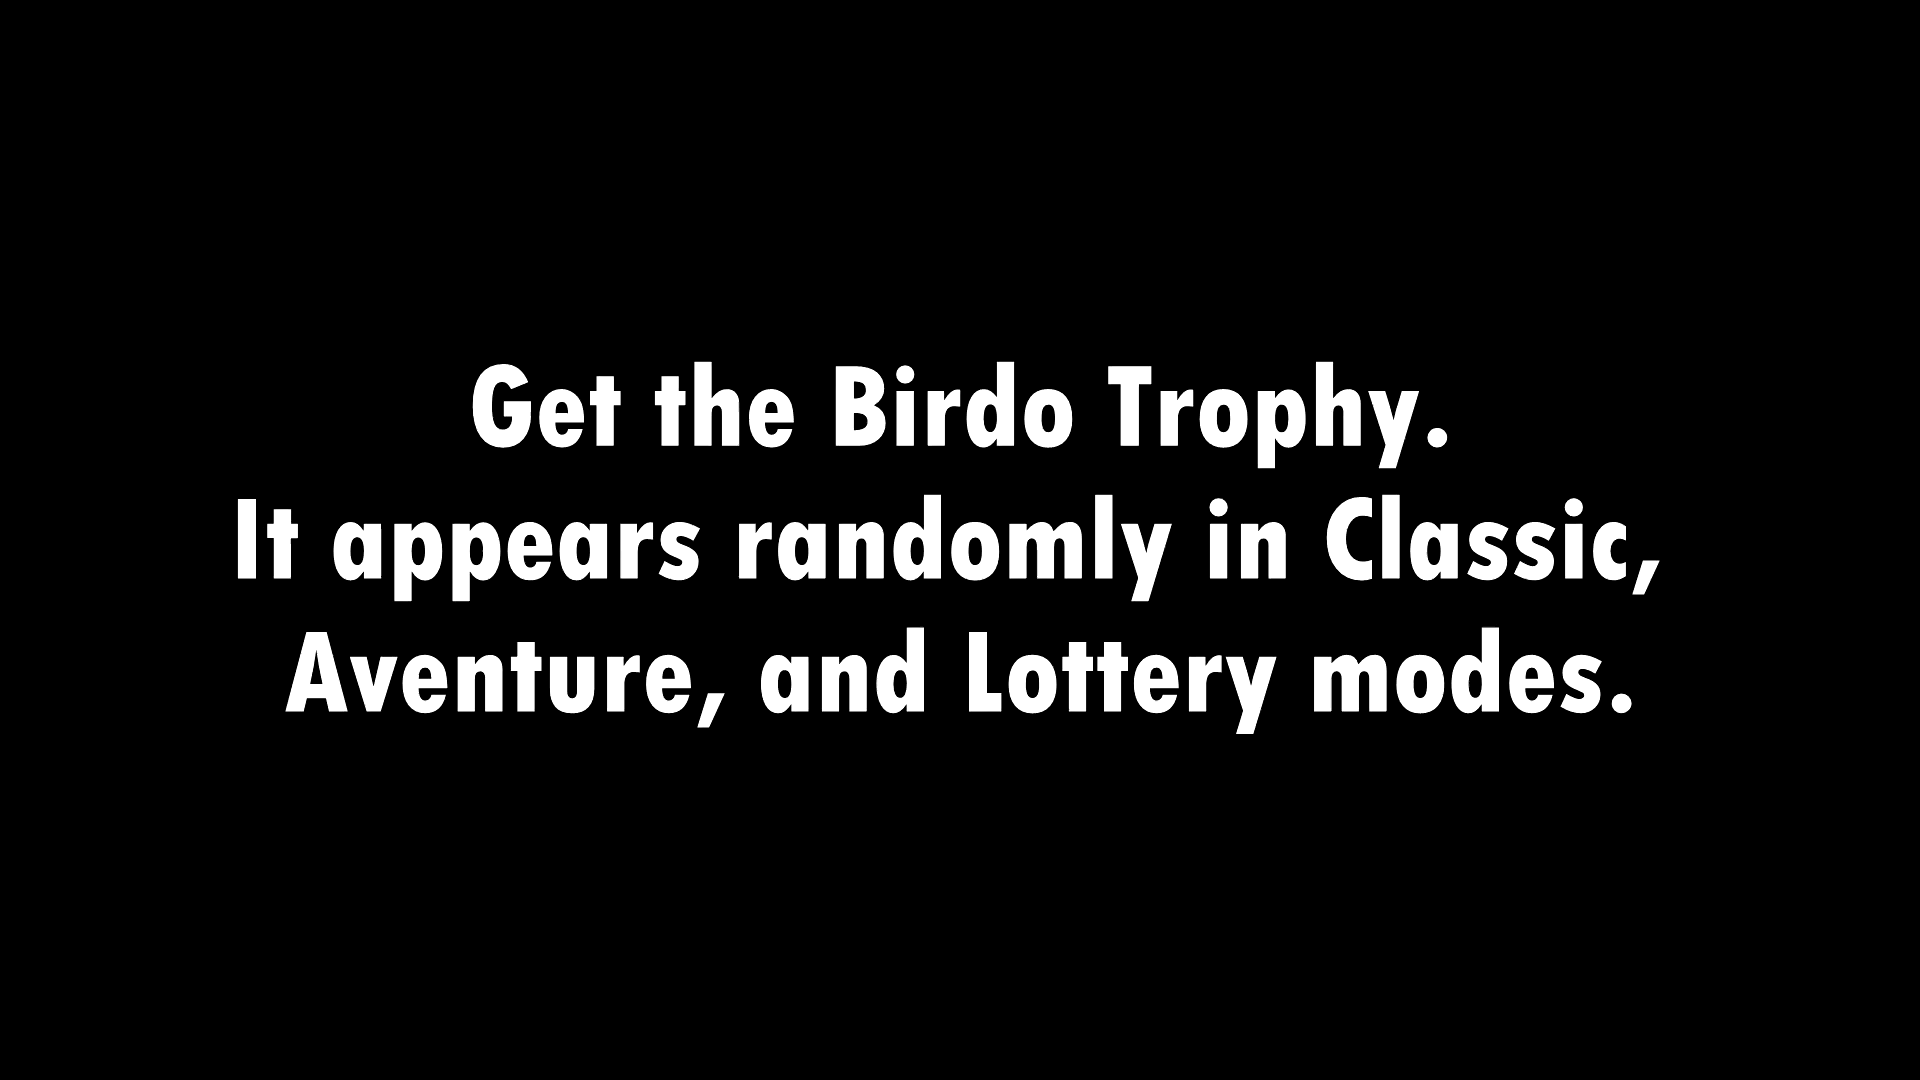 Get the Birdo Trophy.
It appears randomly in Classic,
Aventure, and Lottery modes.